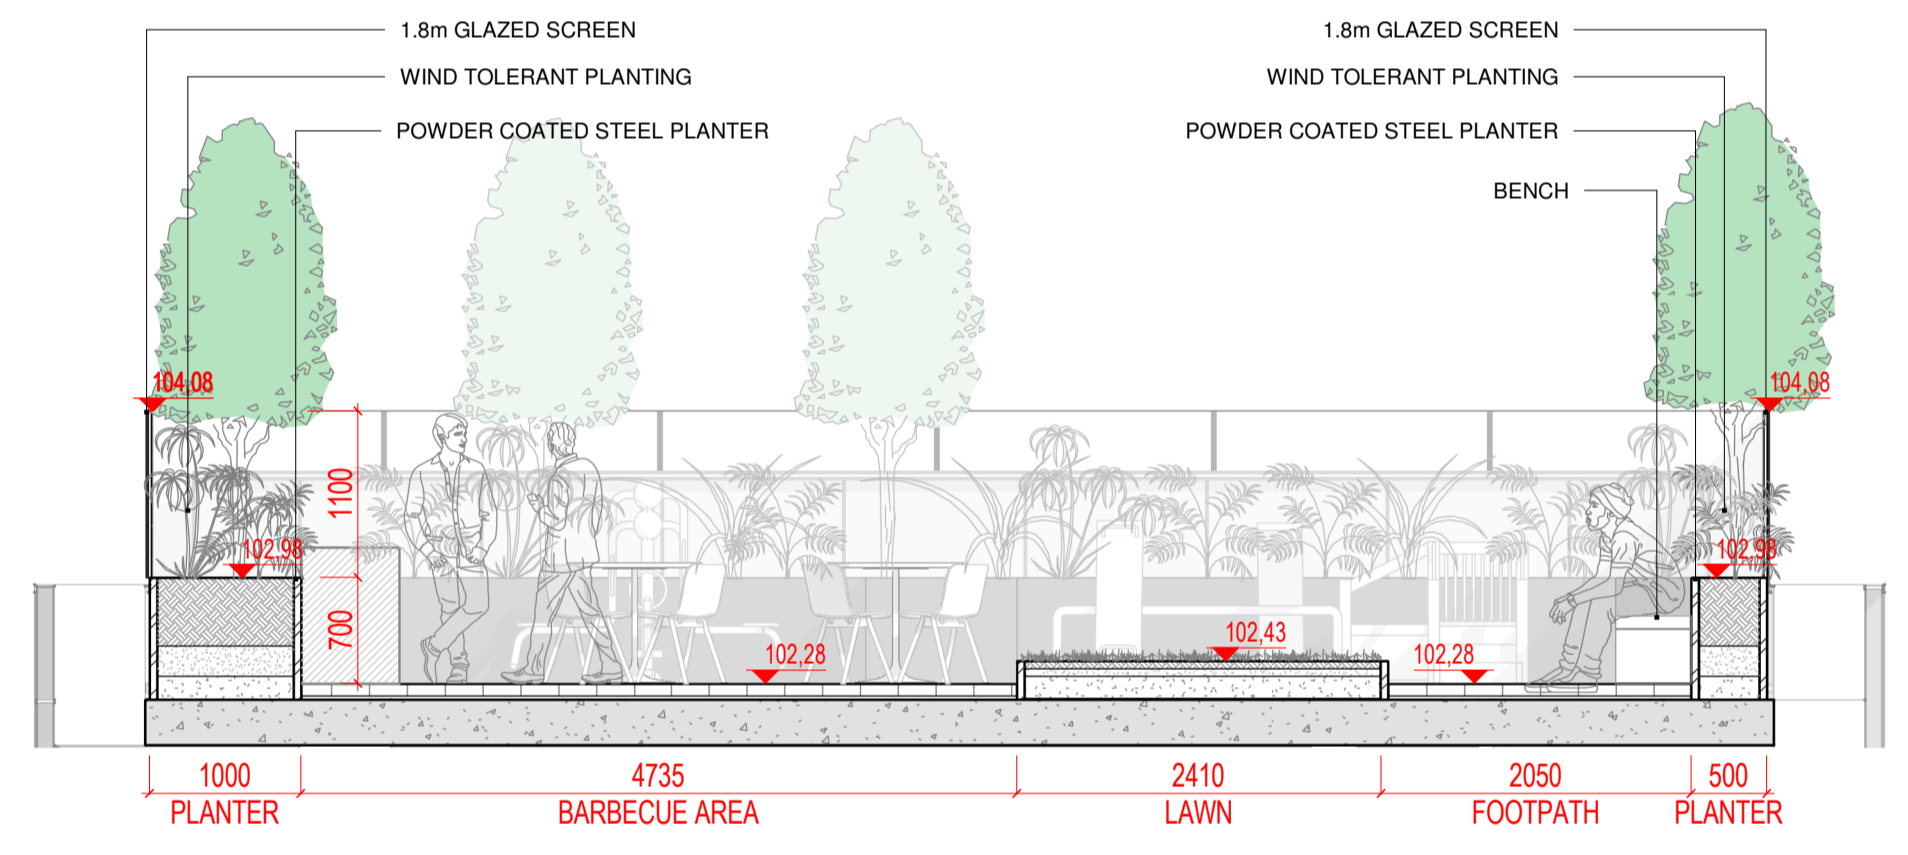 1.8m GLAZED SCREEN
1.8m GLAZED SCREEN
WIND TOLERANT PLANTING
WIND TOLERANT PLANTING
POWDER COATED STEEL PLANTER
POWDER COATED STEEL PLANTER
BENCH
104,08
104,08
1100
102,98
102,98
700
102,28
102,43
102,28
1000
4735
2410
2050
500
PLANTER
BARBECUE AREA
LAWN
FOOTPATH
PLANTER